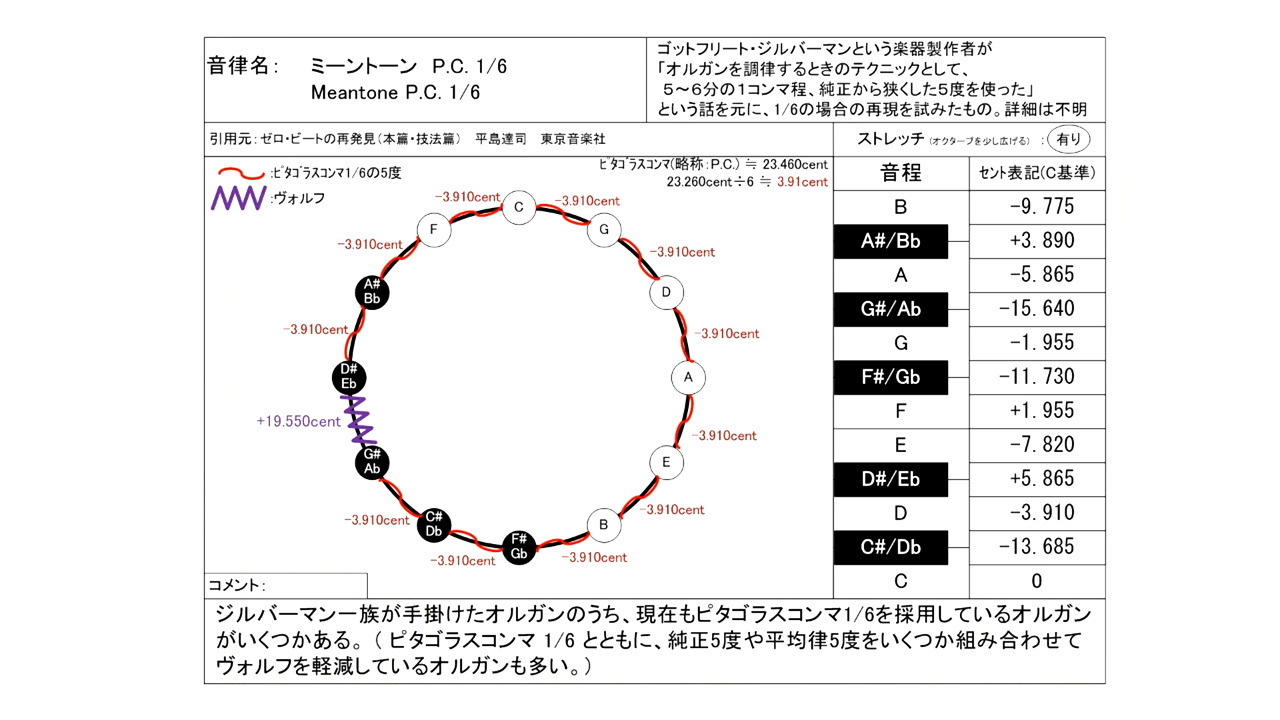 音律名： ミーントーン P.C. 1/6
Meantone P.C. 1/6
ゴットフリート・ジルバーマンという楽器製作者が
「オルガンを調律するときのテクニックとして、
５～６分の１コンマ程、純正から狭くした５度を使った」
という話を元に、1/6の場合の再現を試みたもの。詳細は不明
引用元：ゼロ・ビートの再発見（本篇・技法篇） 平島達司 東京音楽社
ストレッチ （オクターブを少し広げる） ： 有り
：ﾋﾟﾀｺﾞﾗｽコンマ1/6の5度
：ヴォルフ
ﾋﾟﾀｺﾞﾗｽコンマ（略称：P.C.） ≒ 23.460cent
23.260cent÷6 ≒ 3.91cent
C
G
D
A
E
B
F#
Gb
C#
Db
G#
Ab
D#
Eb
A#
Bb
F
-3.910cent
-3.910cent
-3.910cent
-3.910cent
-3.910cent
-3.910cent
-3.910cent
-3.910cent
+19.550cent
-3.910cent
-3.910cent
-3.910cent
音程 セント表記（C基準）
B -9.775
A#/Bb +3.890
A -5.865
G#/Ab -15.640
G -1.955
F#/Gb -11.730
F +1.955
E -7.820
D#/Eb +5.865
D -3.910
C#/Db -13.685
C 0
コメント：
ジルバーマン一族が手掛けたオルガンのうち、現在もピタゴラスコンマ1/6を採用しているオルガン
がいくつかある。（ ピタゴラスコンマ 1/6 とともに、純正5度や平均律5度をいくつか組み合わせて
ヴォルフを軽減しているオルガンも多い。）